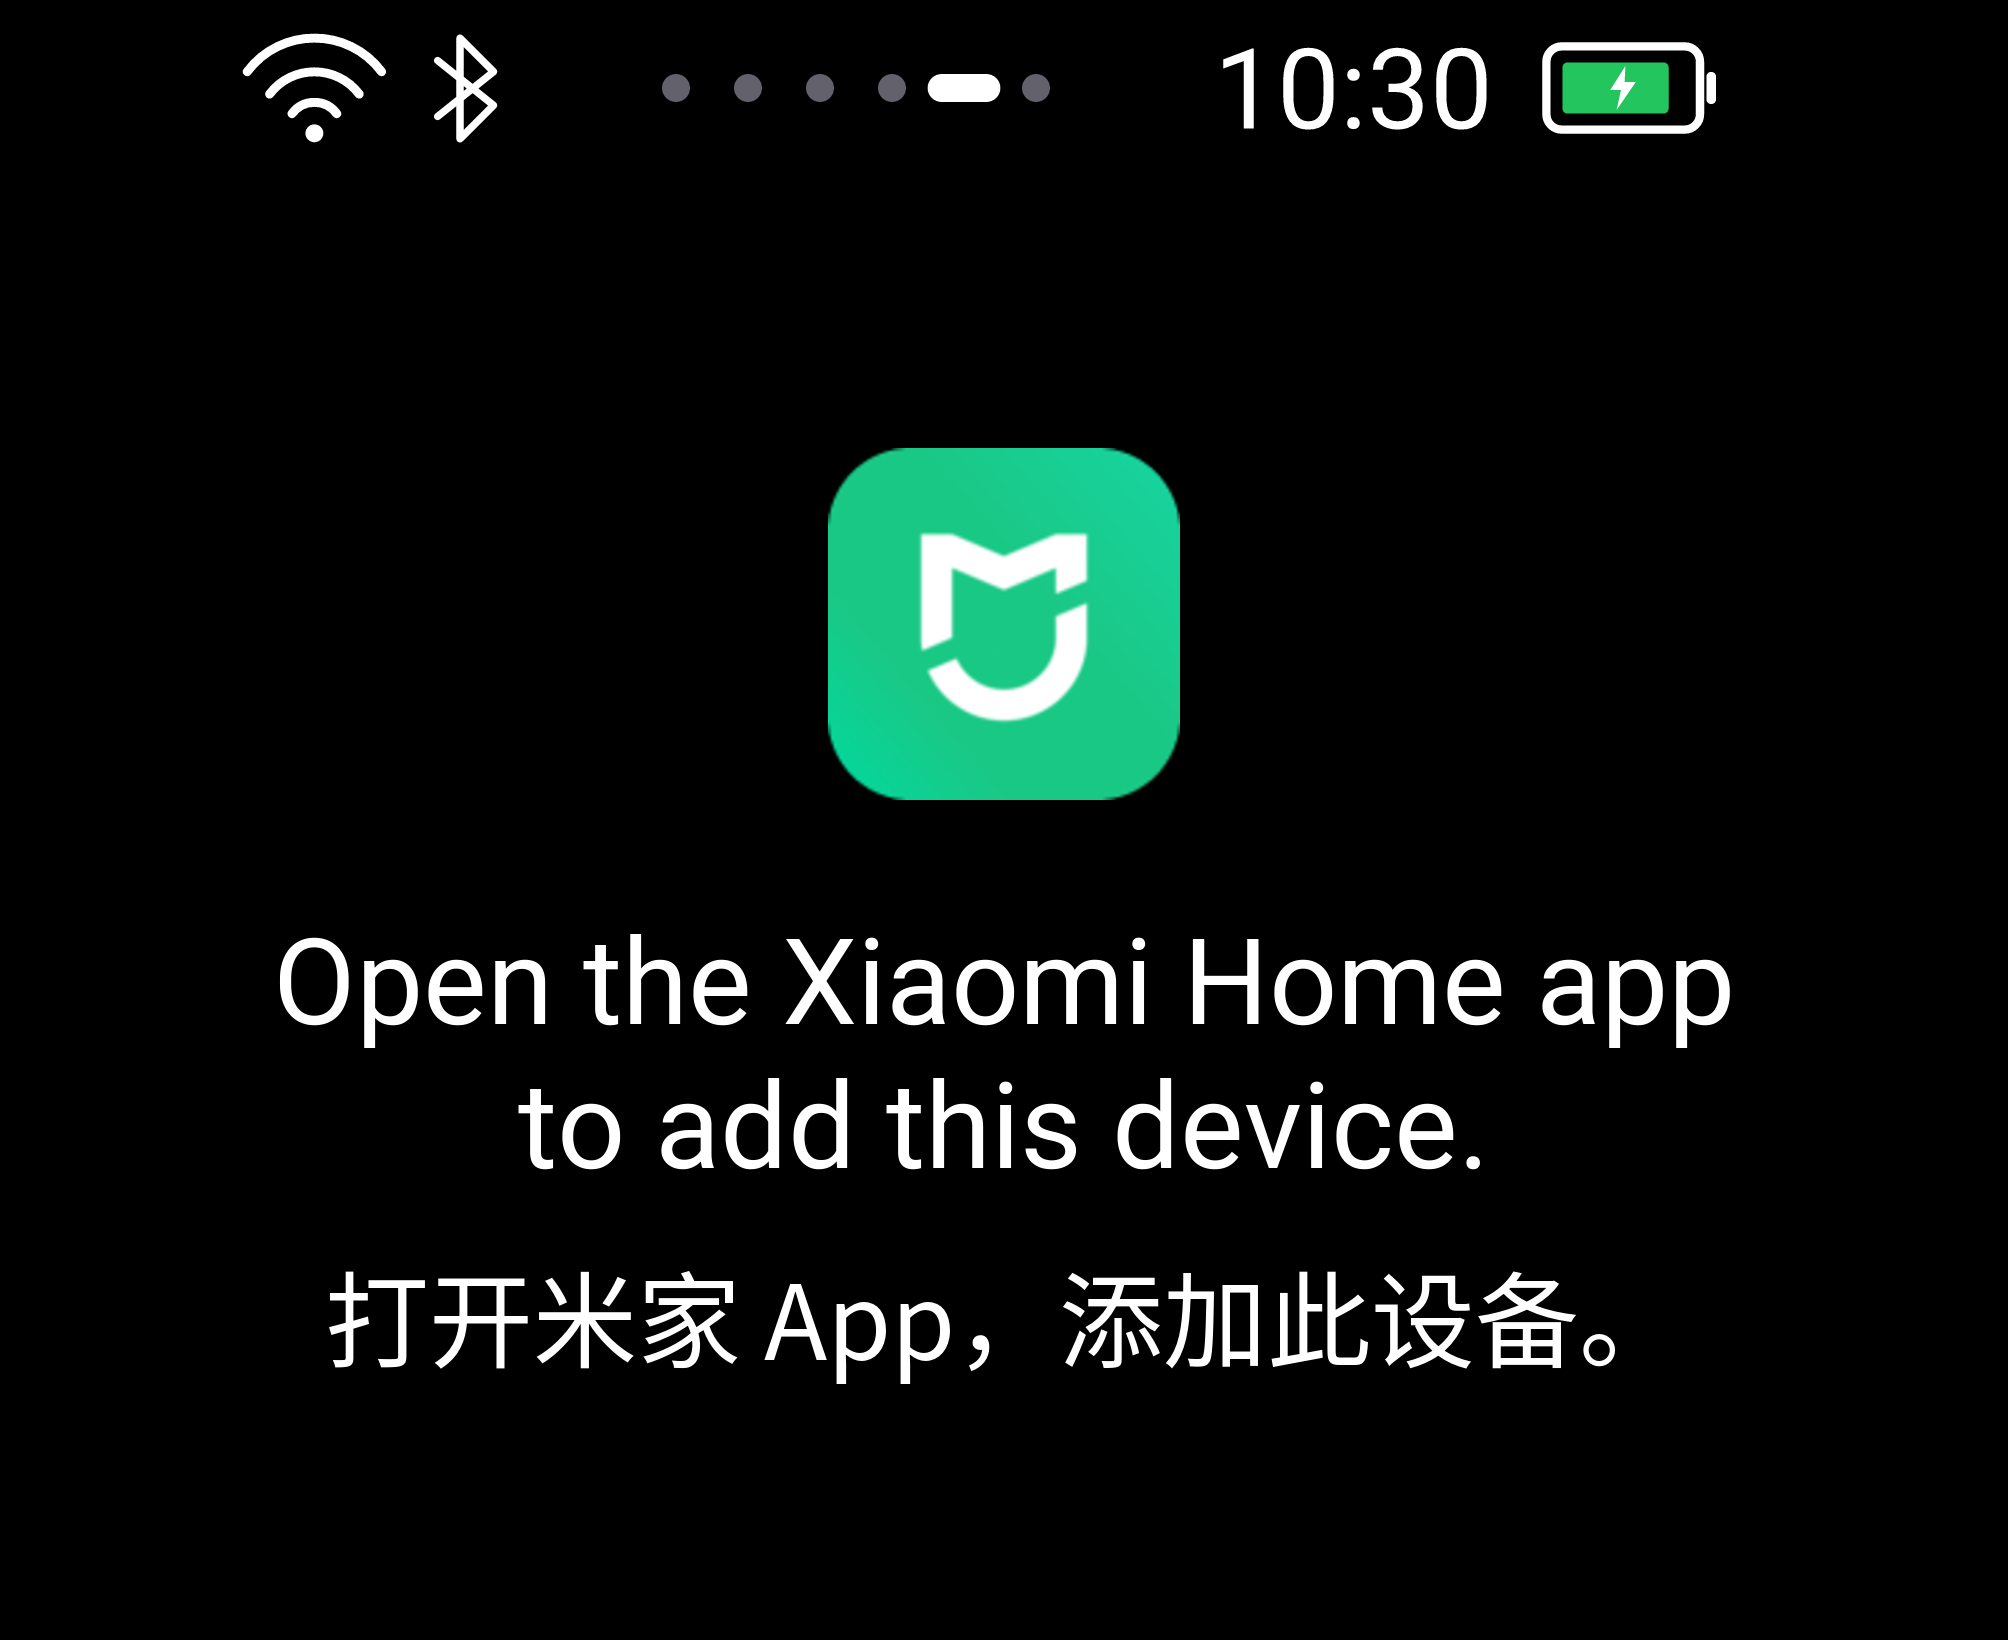 10:30
Open the Xiaomi Home app
to add this device.
打开米家 App，添加此设备。